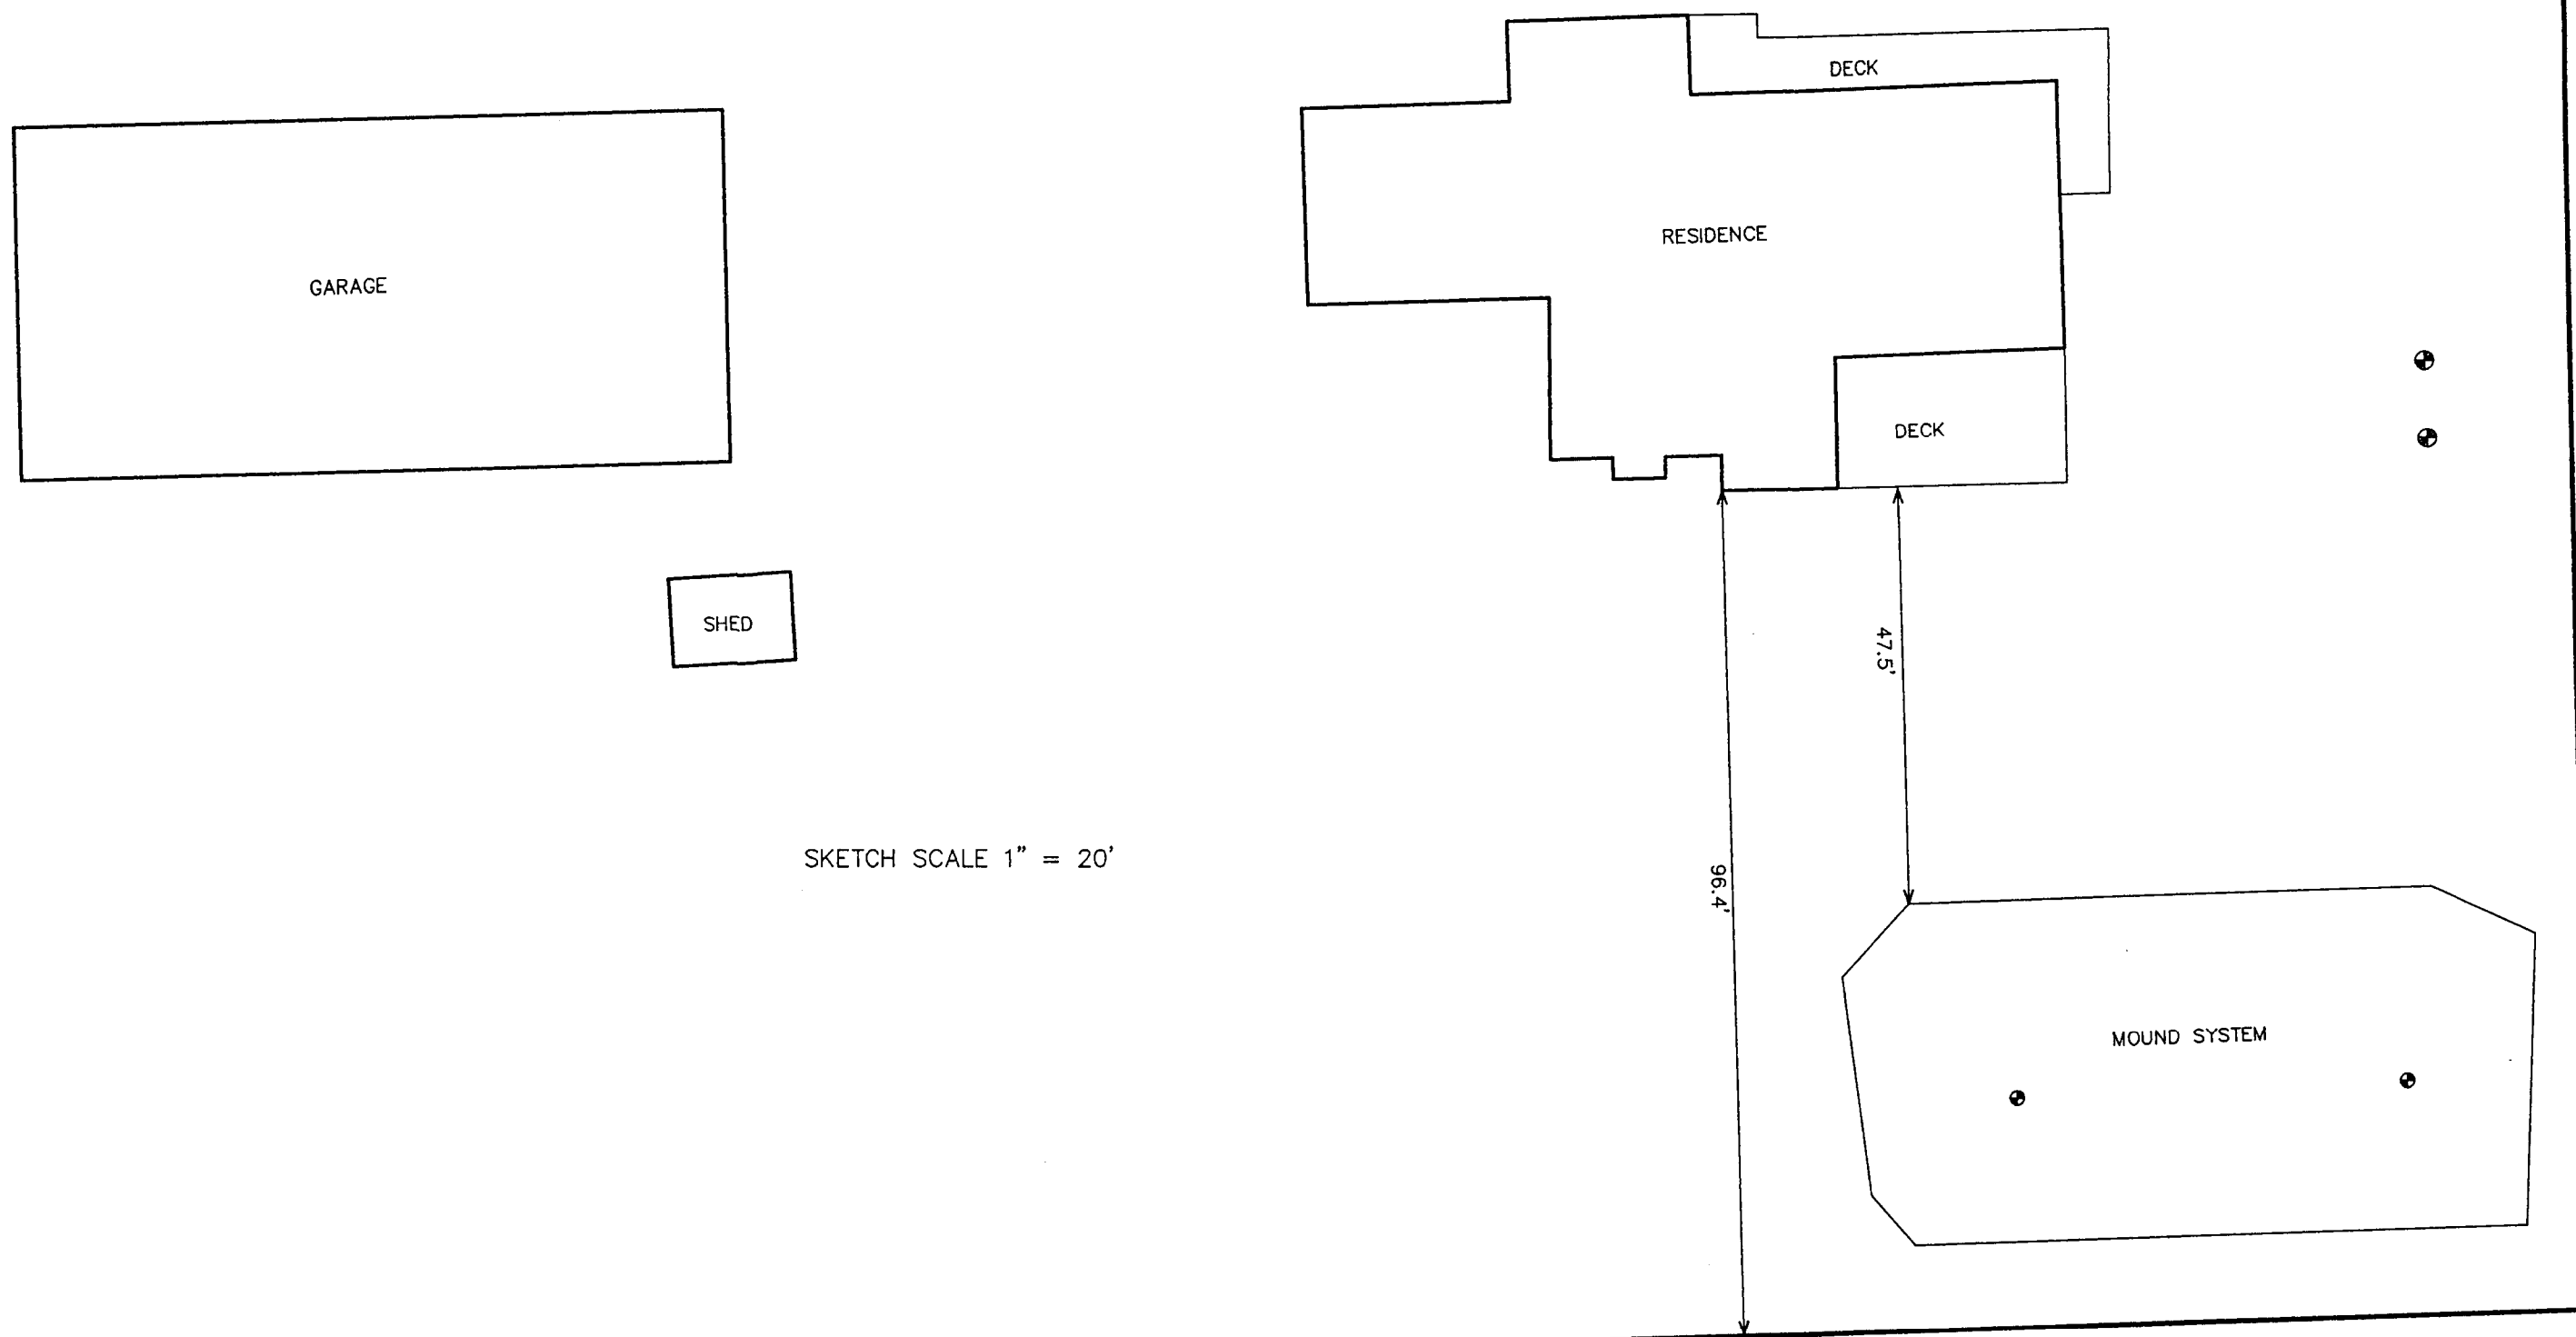 DECK
RESIDENCE
GARAGE
DECK
SHED
47.5'
SKETCH SCALE 1" = 20'
96.4'
MOUND SYSTEM